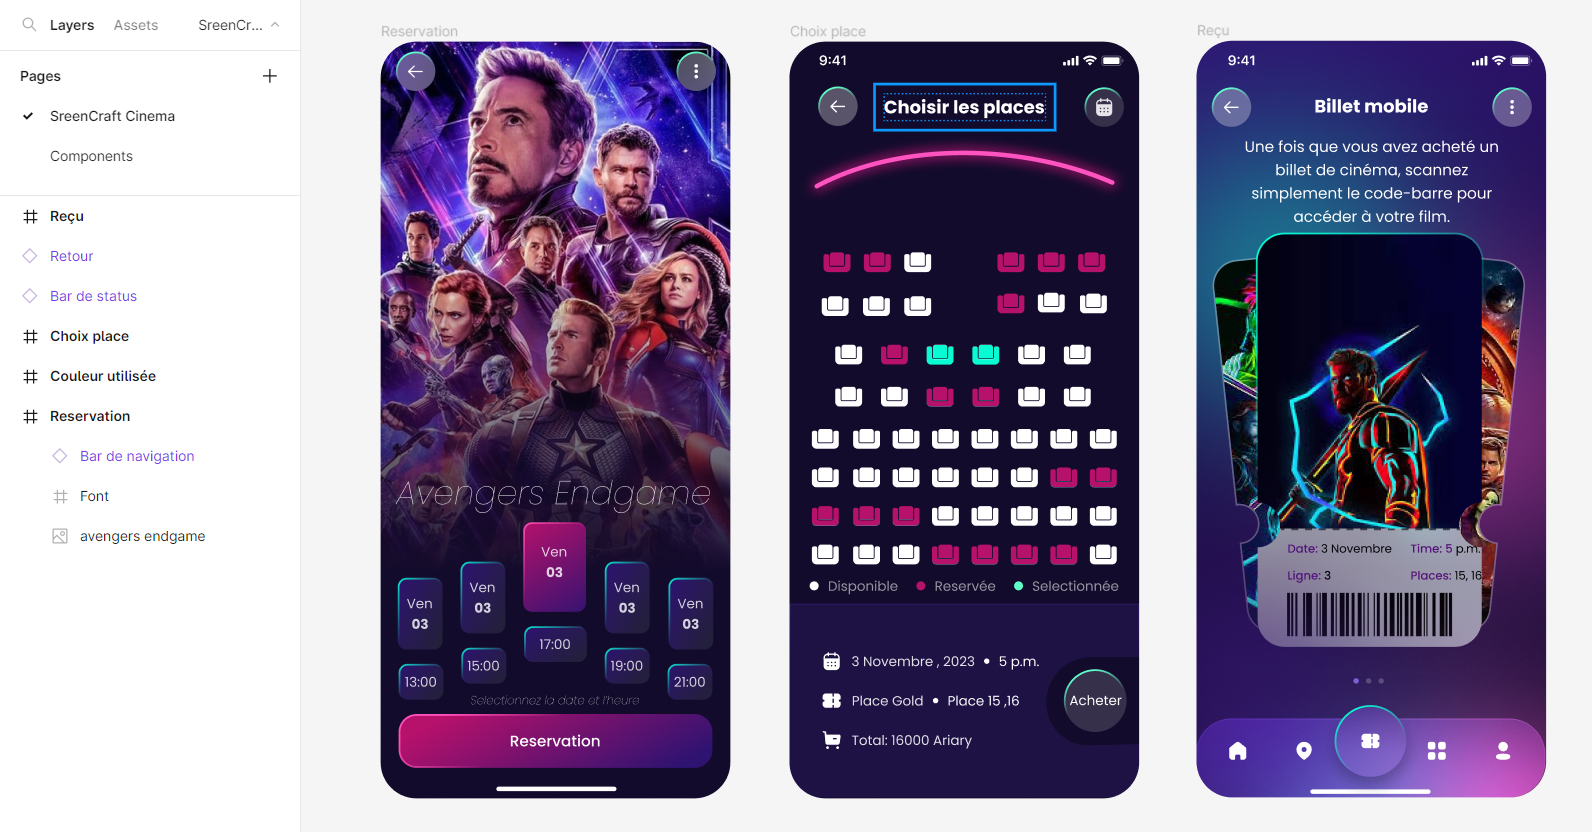 Layers
Assets
SreenCr...
Pages
SreenCraft Cinema
Components
Reçu
Retour
Bar de status
Choix place
Couleur utilisée
Reservation
Bar de navigation
Font
avengers endgame
Reservation
Avengers Endgame
Ven
03
Ven
03
Ven
03
Ven
03
Ven
03
13:00
15:00
17:00
19:00
21:00
Selectionnez la date et l'heure
Reservation
Choix place
9:41
Choisir les places
Disponible
Reservée
Selectionnée
3 Novembre , 2023 • 5 p.m.
Place Gold • Place 15 ,16
Total: 16000 Ariary
Acheter
Reçu
9:41
Billet mobile
Une fois que vous avez acheté un
billet de cinéma, scannez
simplement le code-barre pour
accéder à votre film.
Date: 3 Novembre
Time: 5 p.m.
Ligne: 3
Places: 15, 16